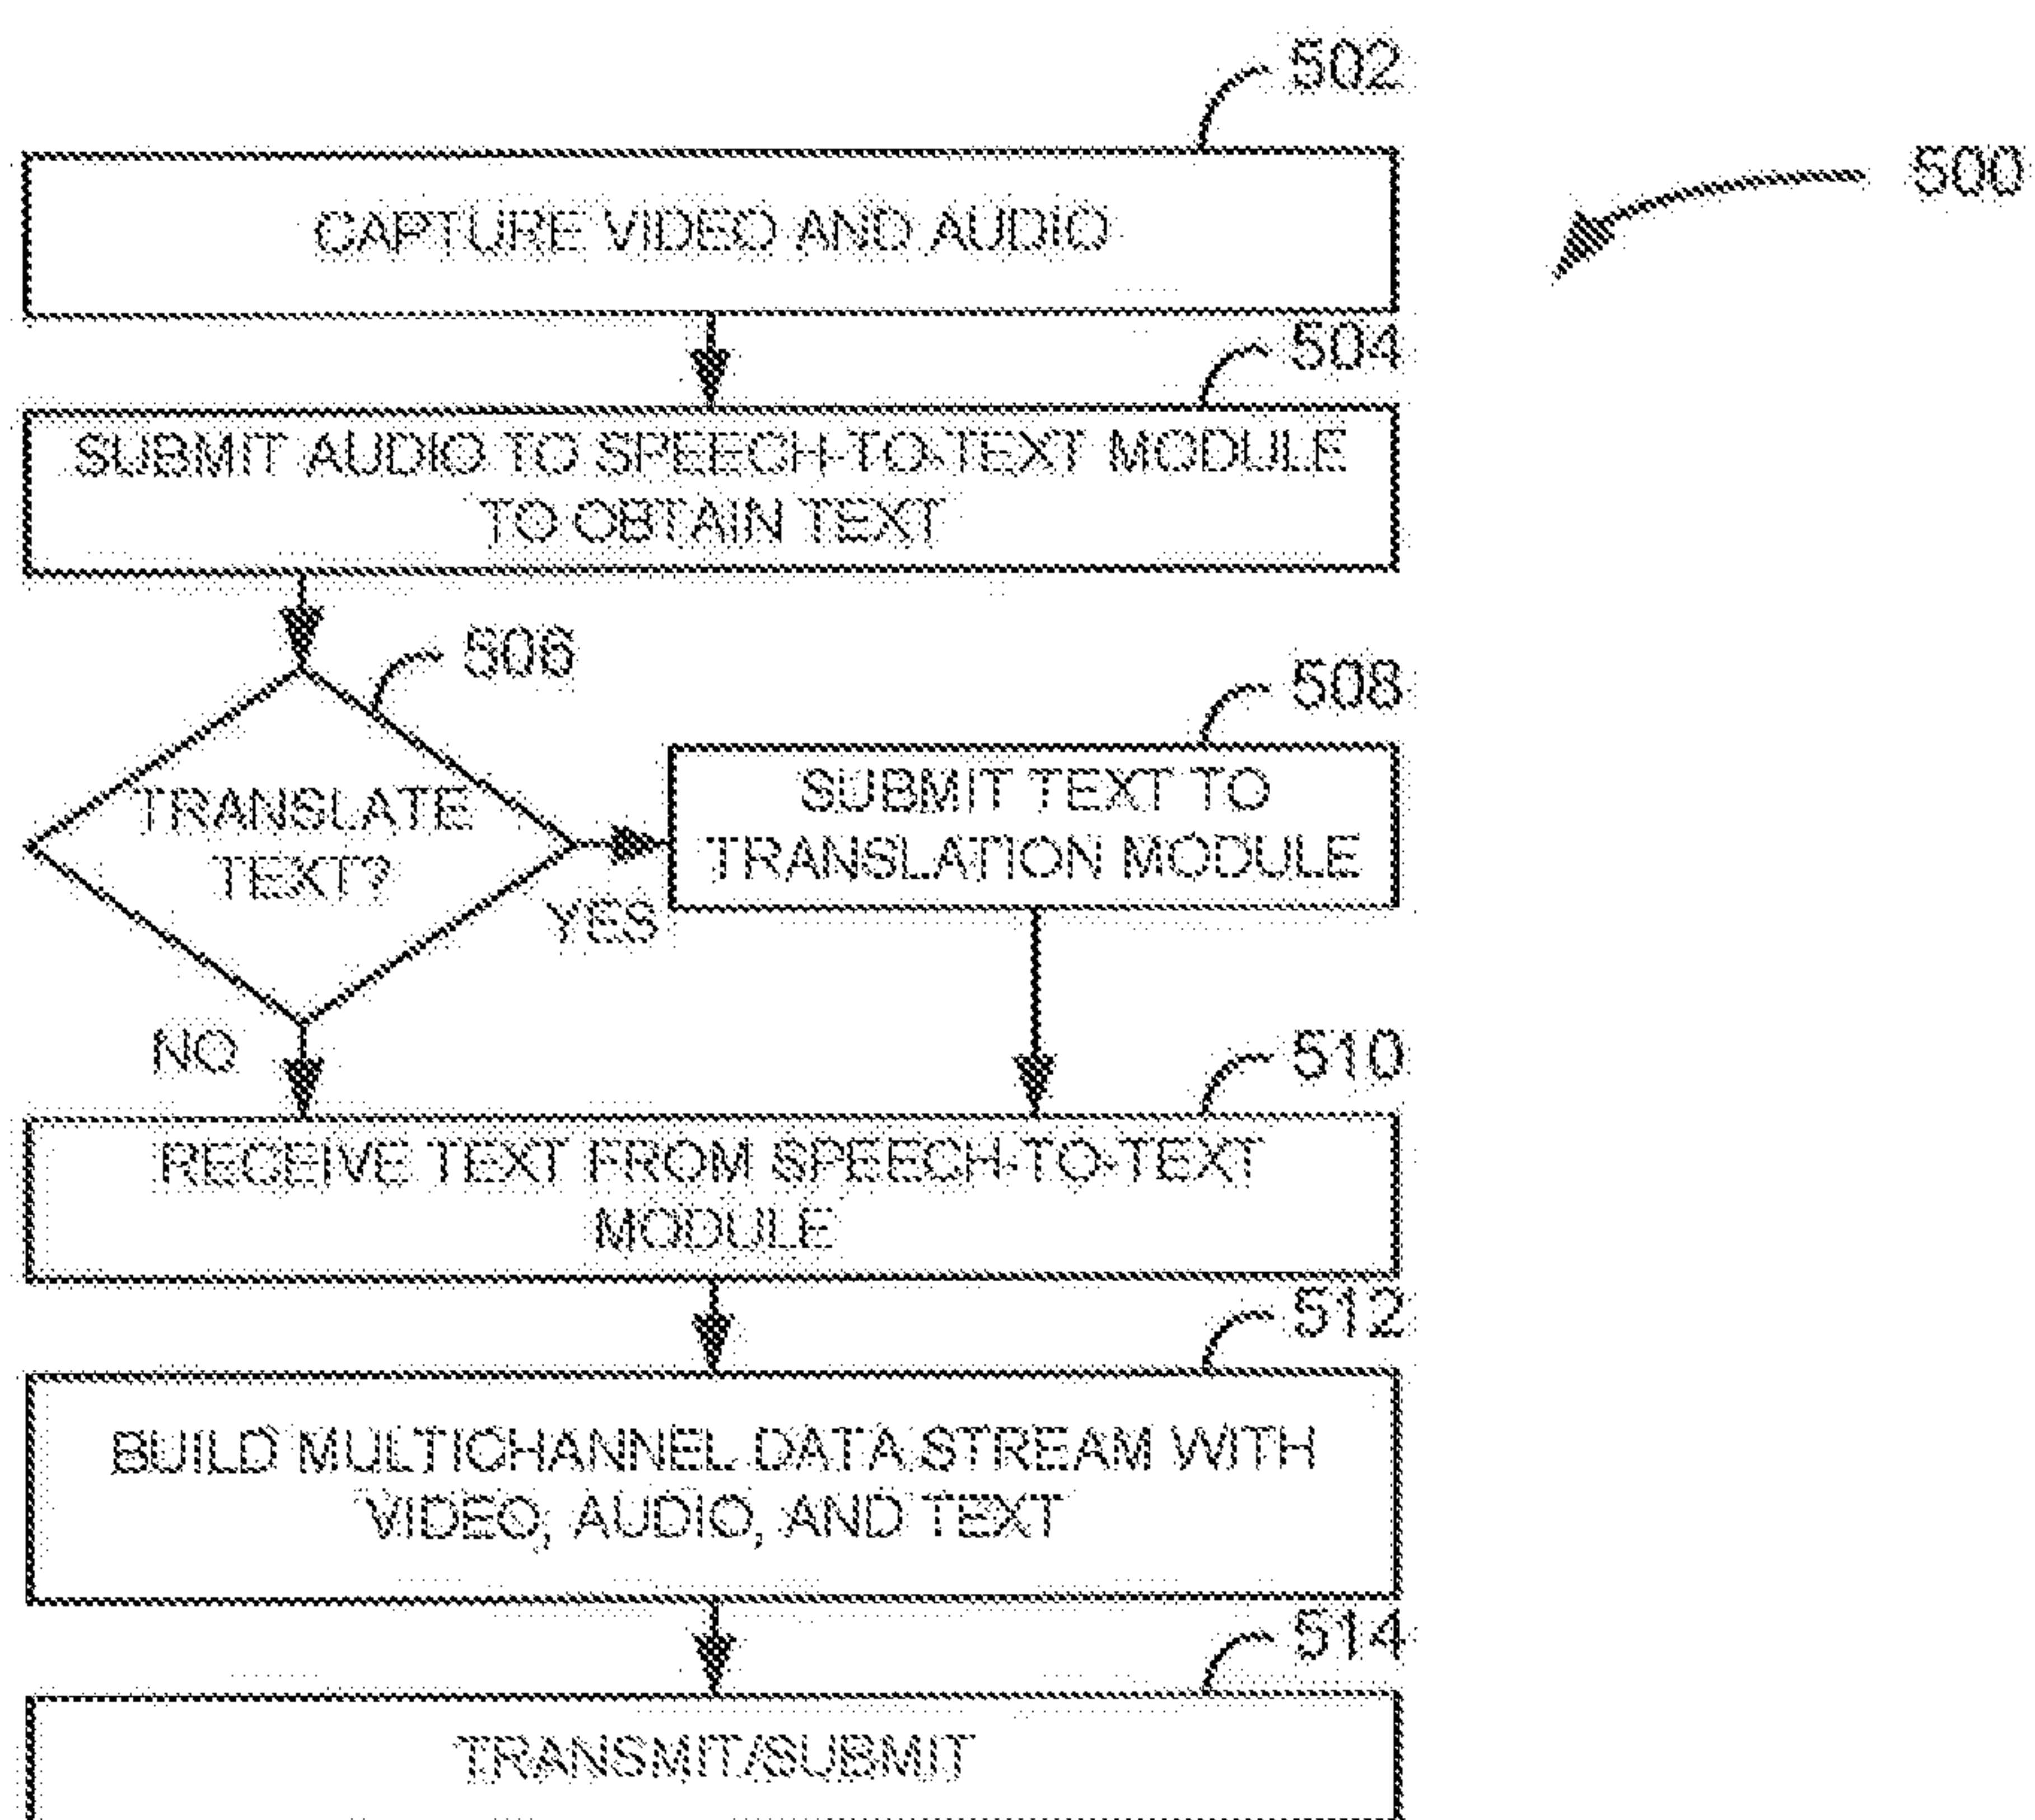 502
500
CAPTURE VIDEO AND AUDIO
504
SUBMIT AUDIO TO SPEECH-TO-TEXT MODULE
TO OBTAIN TEXT
506
508
TRANSLATE
TEXT?
SUBMIT TEXT TO
TRANSLATION MODULE
YES
NO
510
RECEIVE TEXT FROM SPEECH-TO-TEXT
MODULE
512
BUILD MULTICHANNEL DATA STREAM WITH
VIDEO, AUDIO, AND TEXT
514
TRANSMIT/SUBMIT